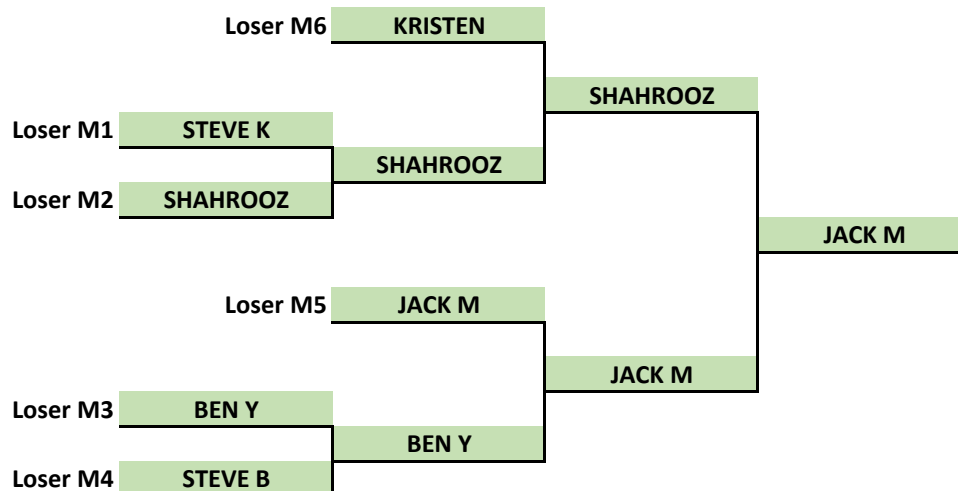 Loser M6 KRISTEN
SHAHROOZ
Loser M1 STEVE K
SHAHROOZ
Loser M2 SHAHROOZ
JACK M
Loser M5 JACK M
JACK M
Loser M3 BEN Y
BEN Y
Loser M4 STEVE B